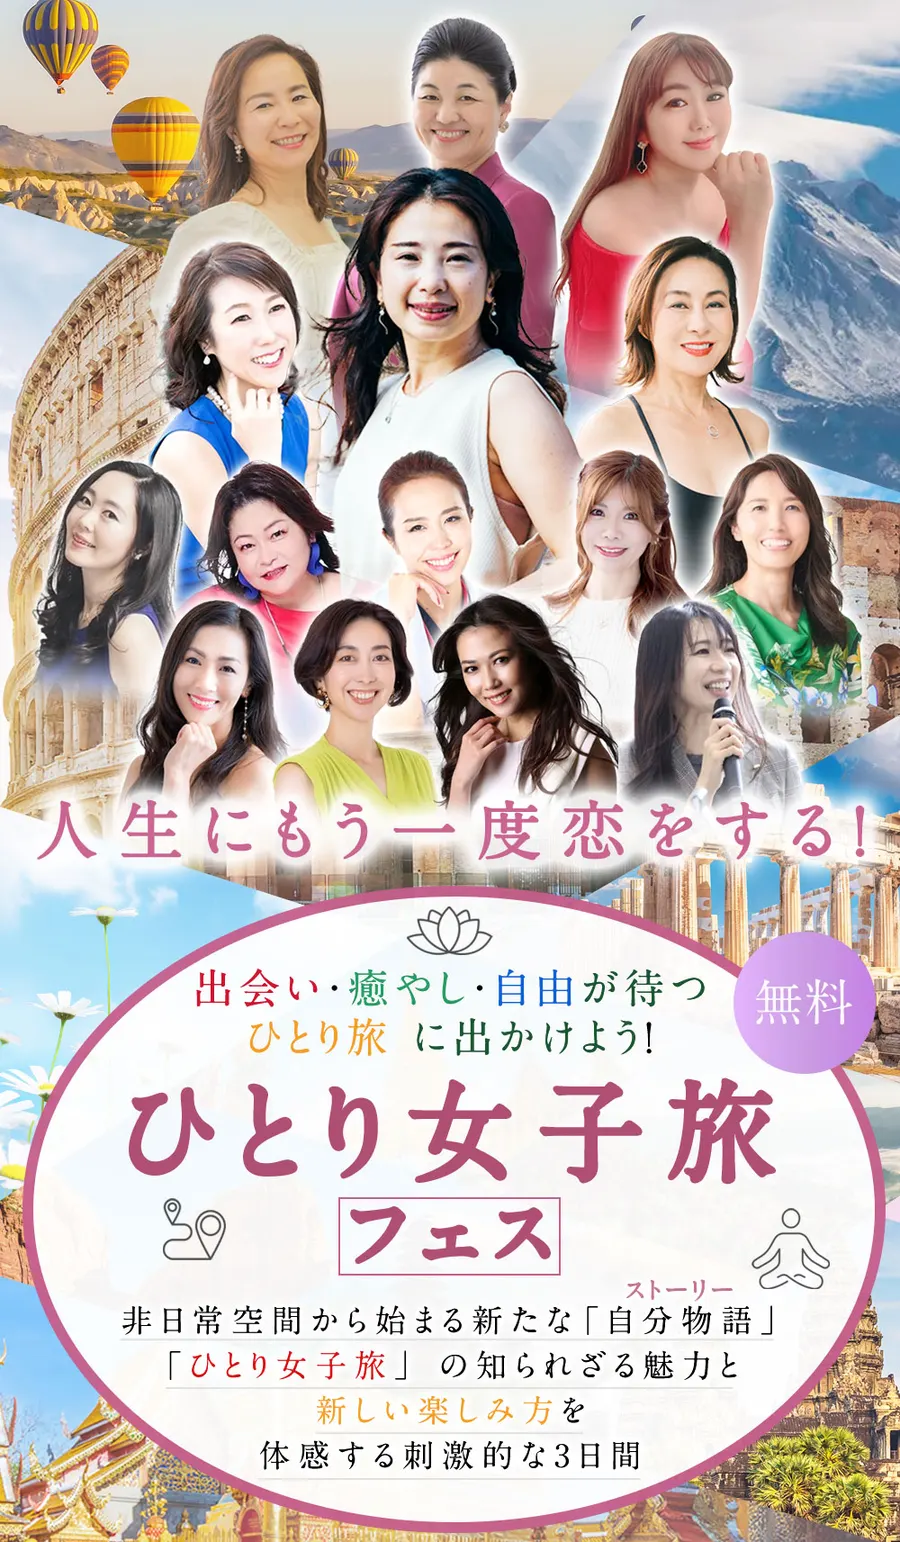 人生にもう一度恋をする!
出会い・癒やし・自由が待つ
ひとり旅 に出かけよう!
無料
ひとり女子旅
フェス
ストーリー
非日常空間から始まる新たな「自分物語」
「ひとり女子旅」の知られざる魅力と
新しい楽しみ方を
体感する刺激的な3日間